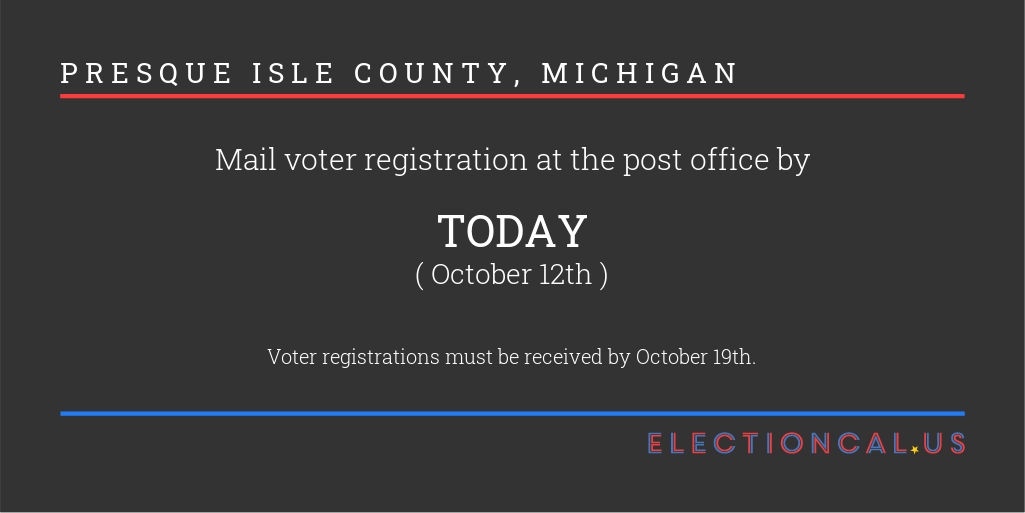 PRESQUE ISLE COUNTY, MICHIGAN
Mail voter registration at the post office by
TODAY
( October 12th )
Voter registrations must be received by October 19th.
ELECTIONCAL.US